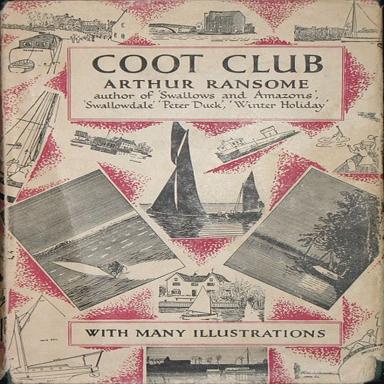 COOT CLUB
ARTHUR RANSOME
author of 'Swallows and Amazons',
'Swallowdale' 'Peter Duck', 'Winter Holiday'
WITH MANY ILLUSTRATIONS